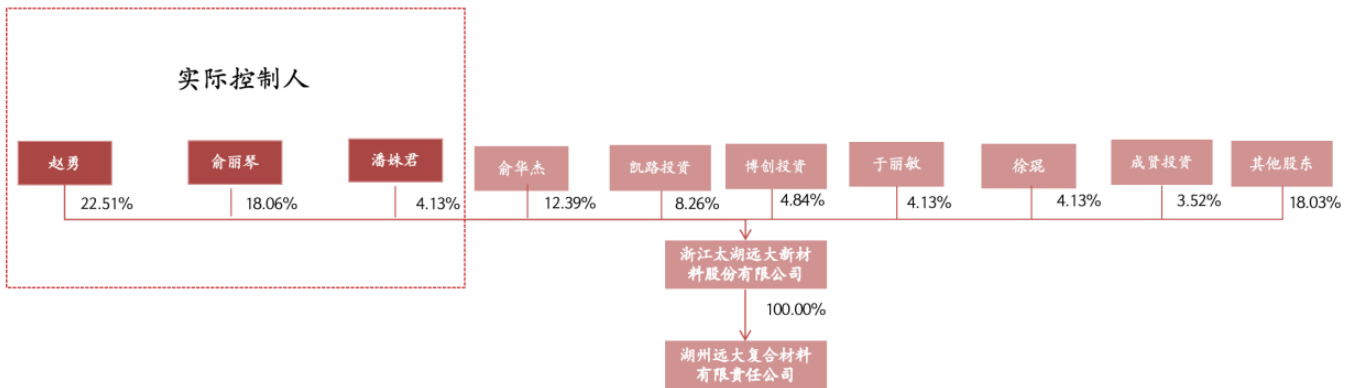 实际控制人
赵勇
俞丽琴
潘姝君
俞华杰
凯路投资
博创投资
于丽敏
徐琨
成贤投资
其他股东
22.51%
18.06%
4.13%
12.39%
8.26%
4.84%
4.13%
4.13%
3.52%
18.03%
浙江太湖远大新材
料股份有限公司
100.00%
湖州远大复合材料
有限责任公司